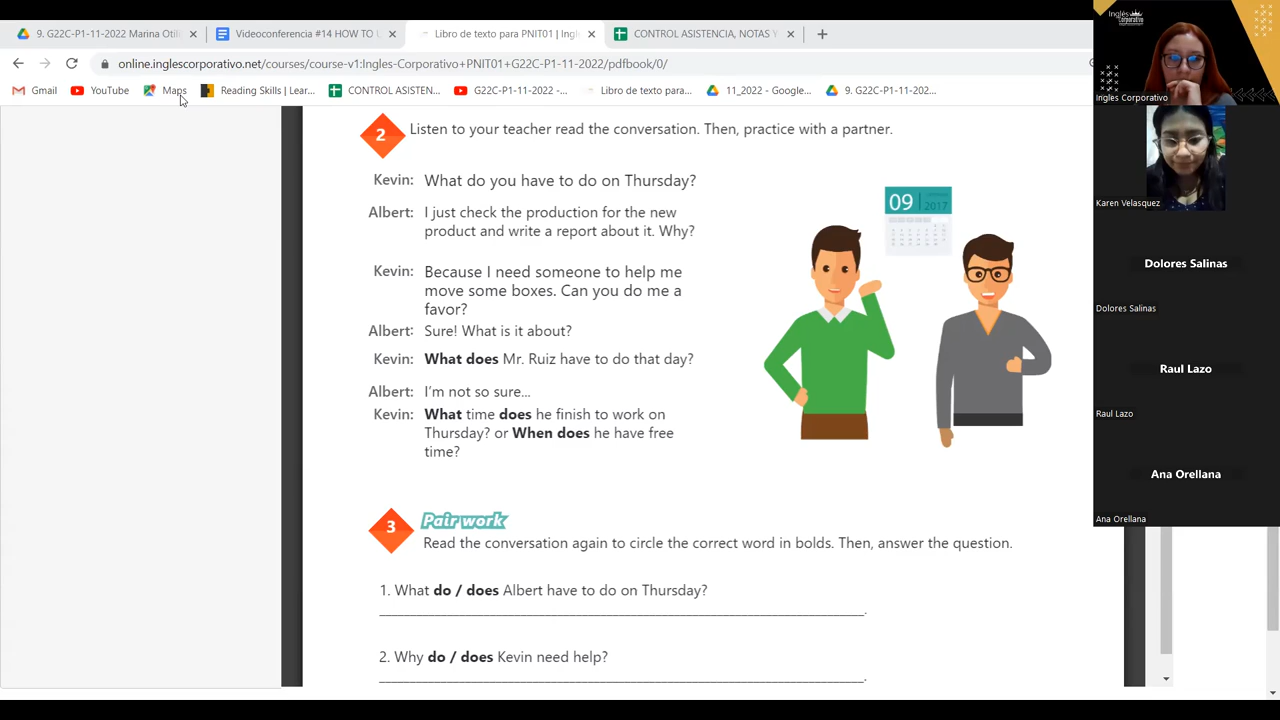 9. G22C-P1-11-2022 Marina Otili
Videoconferencia #14 HOW TO U
Libro de texto para PNIT01 | Ingl
CONTROL ASISTENCIA, NOTAS Y
online.inglescorporativo.net/courses/course-v1:Ingles-Corporativo+PNIT01+G22C-P1-11-2022/pdfbook/0/
Gmail
YouTube
Maps
Reading Skills | Lear...
CONTROL ASISTEN...
G22C-P1-11-2022 -...
Libro de texto para...
11_2022 - Google...
9. G22C-P1-11-202...
2
Listen to your teacher read the conversation. Then, practice with a partner.
Kevin: What do you have to do on Thursday?
Albert: I just check the production for the new
product and write a report about it. Why?
Kevin: Because I need someone to help me
move some boxes. Can you do me a
favor?
Albert: Sure! What is it about?
Kevin: What does Mr. Ruiz have to do that day?
Albert: I'm not so sure...
Kevin: What time does he finish to work on
Thursday? or When does he have free
time?
09
2017
3
Pair work
Read the conversation again to circle the correct word in bolds. Then, answer the question.
1. What do / does Albert have to do on Thursday?
2. Why do / does Kevin need help?
Inglés
Corporativo
Ingles Corporativo
Karen Velasquez
Dolores Salinas
Dolores Salinas
Raul Lazo
Raul Lazo
Ana Orellana
Ana Orellana